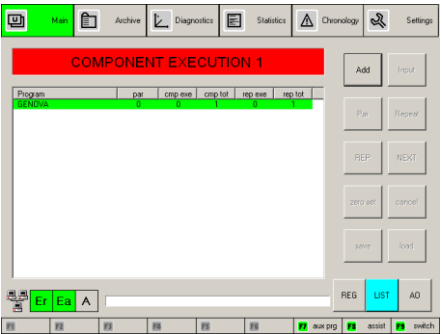 Main Archive Diagnostics Statistics Chronology Settings
COMPONENT EXECUTION 1
Program par cmp exe cmp tot rep exe rep tot
GENOVA 0 0 1 0 1
Add Input
Par Repeat
REP NEXT
zero set cancel
save load
Er Ea A REG LIST AO
F1 F2 F3 F4 F5 F6 F7 aux prg F8 assist F9 switch